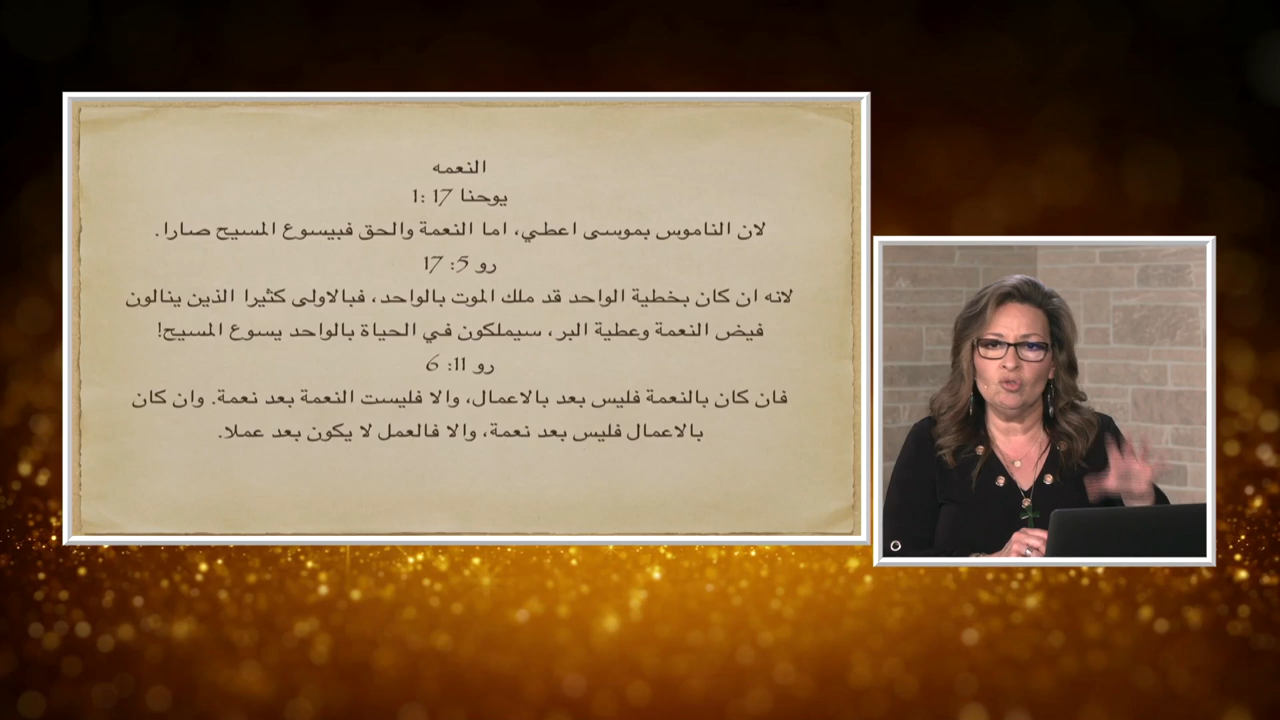 النعمه
يوحنا 17 :1
لان الناموس بموسى اعطي، اما النعمة والحق فبيسوع المسيح صارا.
رو 5: 17
لانه ان كان بخطية الواحد قد ملك الموت بالواحد، فبالاولى كثيرا الذين ينالون
فيض النعمة وعطية البر، سيملكون في الحياة بالواحد يسوع المسيح!
رو 11: 6
فان كان بالنعمة فليس بعد بالاعمال، والا فليست النعمة بعد نعمة. وان كان
بالاعمال فليس بعد نعمة، والا فالعمل لا يكون بعد عملا.